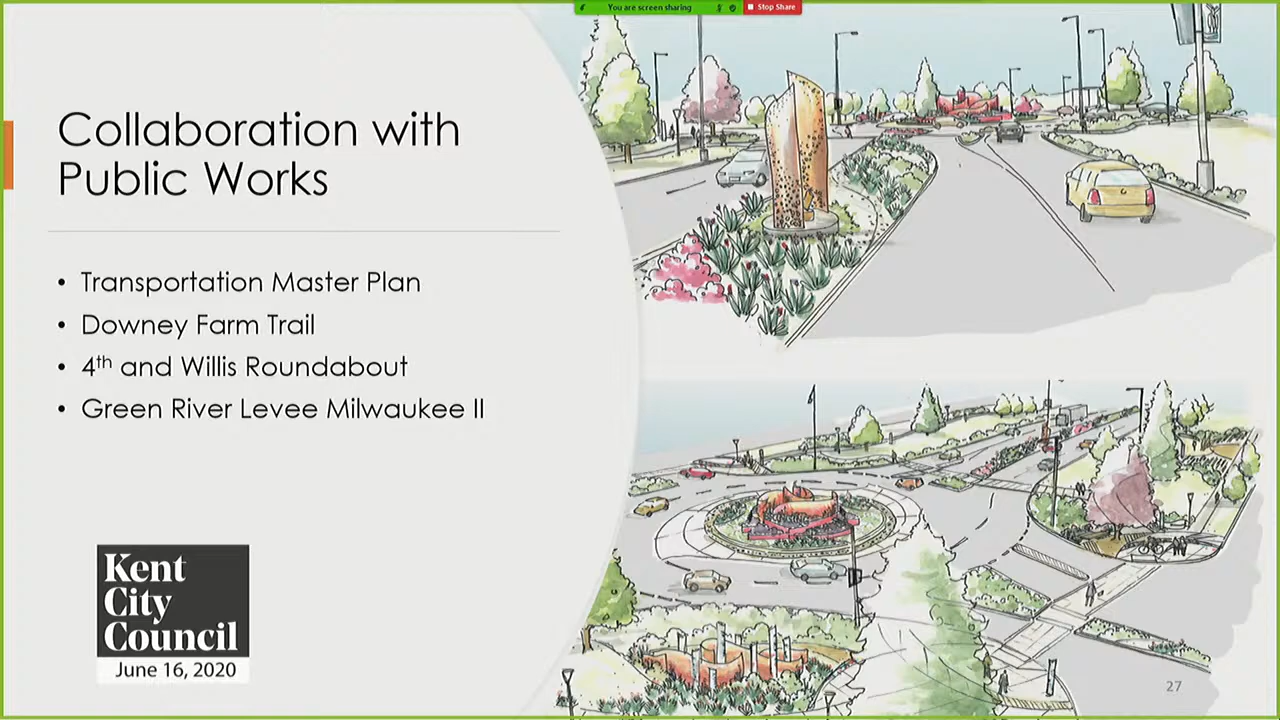 You are screen sharing
Stop Share
Collaboration with
Public Works
• Transportation Master Plan
• Downey Farm Trail
• 4th and Willis Roundabout
• Green River Levee Milwaukee II
Kent
City
Council
June 16, 2020
27